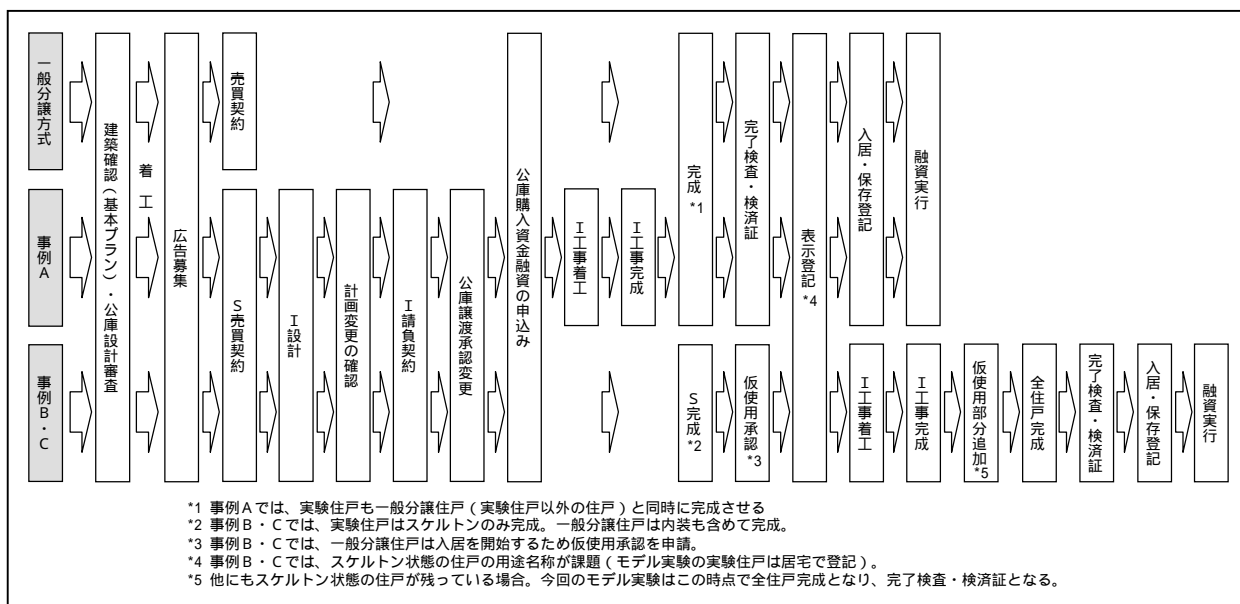 一般分譲方式
事例A
事例B・C
建築確認(基本プラン)・公庫設計審査
着工
広告募集
売買契約
S売買契約
I設計
計画変更の確認
I請負契約
公庫譲渡承認変更
公庫購入資金融資の申込み
I工事着工
I工事完成
完成*1
完了検査・検済証
表示登記*4
入居・保存登記
融資実行
S完成*2
仮使用承認*3
I工事着工
I工事完成
仮使用部分追加*5
全住戸完成
完了検査・検済証
入居・保存登記
融資実行
*1 事例Aでは、実験住戸も一般分譲住戸(実験住戸以外の住戸)と同時に完成させる
*2 事例B・Cでは、実験住戸はスケルトンのみ完成。一般分譲住戸は内装も含めて完成。
*3 事例B・Cでは、一般分譲住戸は入居を開始するため仮使用承認を申請。
*4 事例B・Cでは、スケルトン状態の住戸の用途名称が課題(モデル実験の実験住戸は居宅で登記)。
*5 他にもスケルトン状態の住戸が残っている場合。今回のモデル実験はこの時点で全住戸完成となり、完了検査・検済証となる。